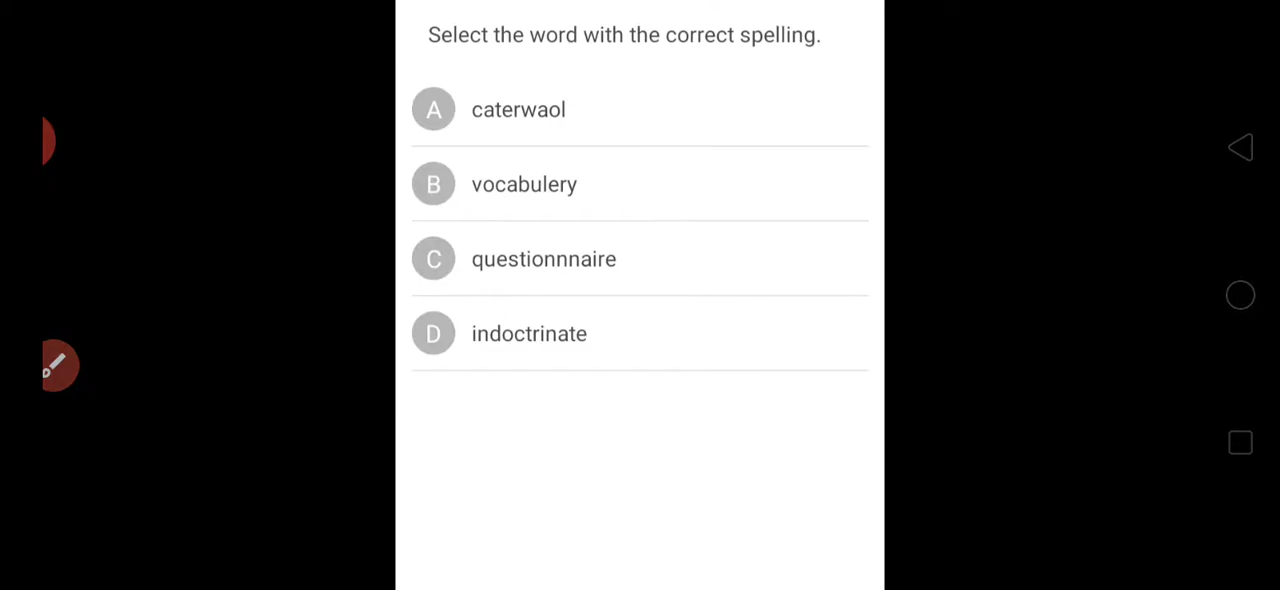 Select the word with the correct spelling.
A caterwaol
B vocabulery
C questionnnaire
D indoctrinate